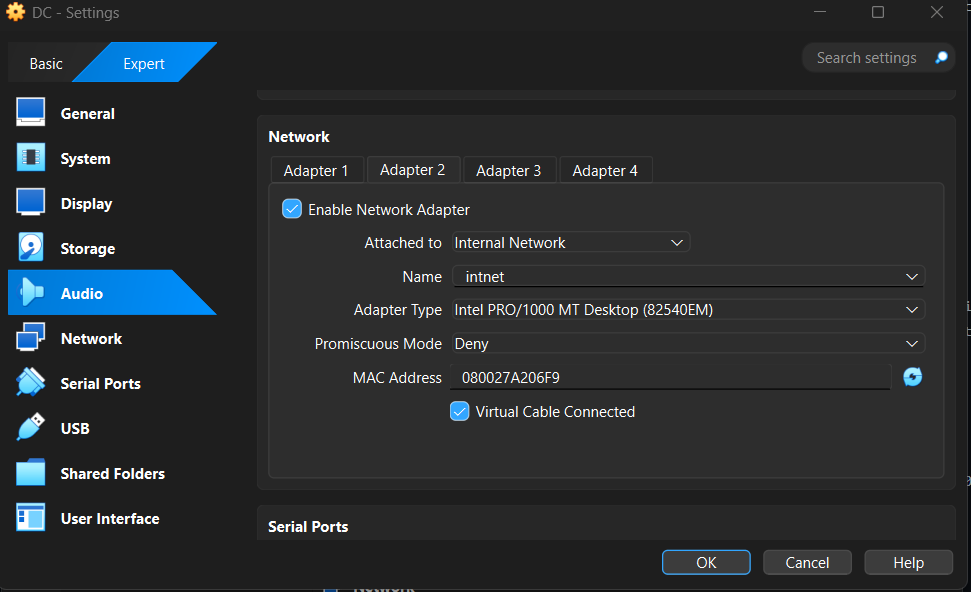 DC - Settings
Basic
Expert
Search settings
General
System
Display
Storage
Audio
Network
Serial Ports
USB
Shared Folders
User Interface
Network
Adapter 1
Adapter 2
Adapter 3
Adapter 4
Enable Network Adapter
Attached to Internal Network
Name intnet
Adapter Type Intel PRO/1000 MT Desktop (82540EM)
Promiscuous Mode Deny
MAC Address 080027A206F9
Virtual Cable Connected
Serial Ports
OK
Cancel
Help